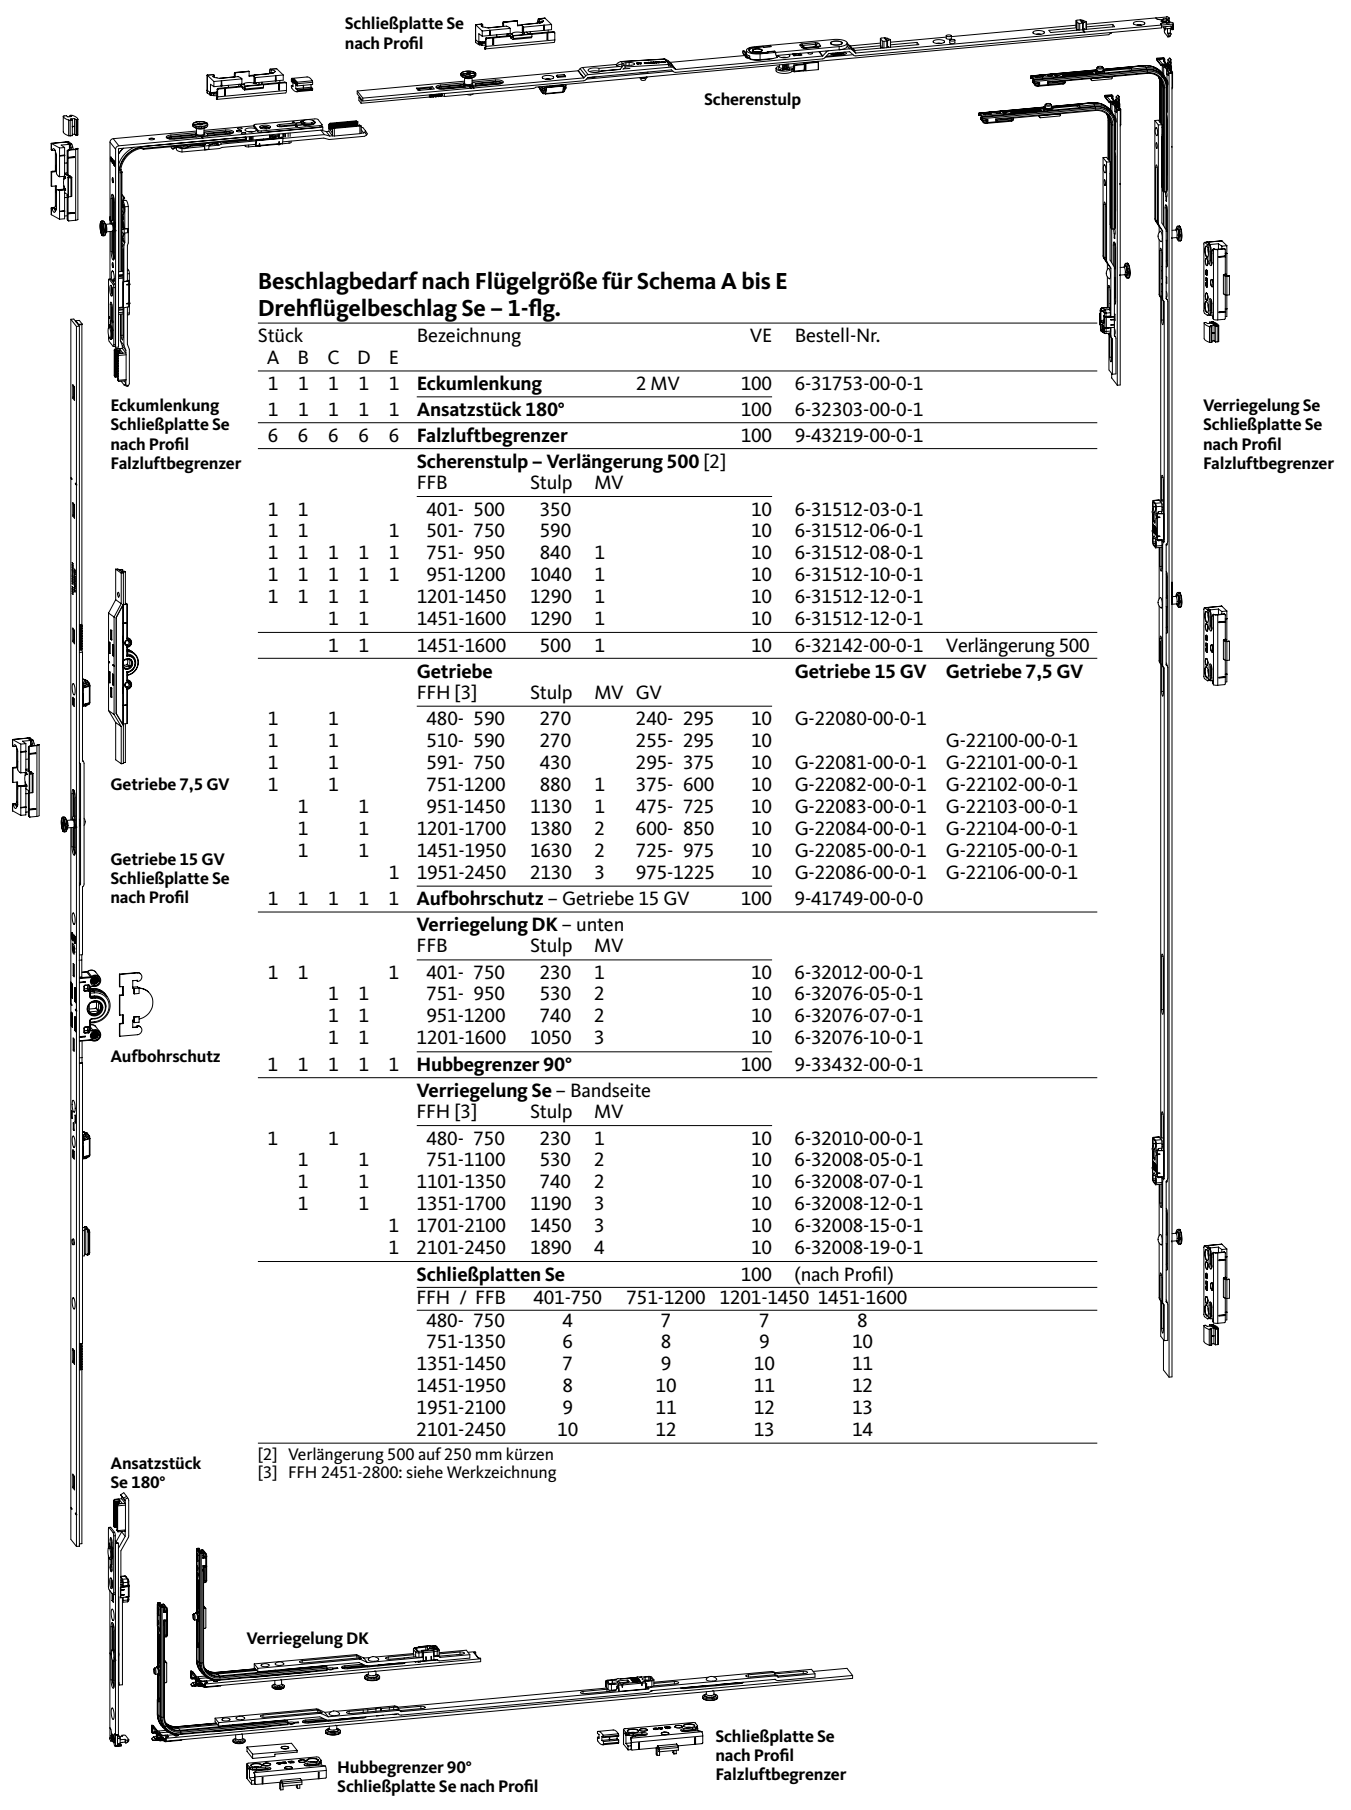 Schließplatte Se
nach Profil
Scherenstulp
Beschlagbedarf nach Flügelgröße für Schema A bis E
Drehflügelbeschlag Se – 1-flg.
Stück Bezeichnung VE Bestell-Nr.
A B C D E
1 1 1 1 1 Eckumlenkung 2 MV 100 6-31753-00-0-1
1 1 1 1 1 Ansatzstück 180° 100 6-32303-00-0-1
6 6 6 6 6 Falzluftbegrenzer 100 9-43219-00-0-1
Scherenstulp – Verlängerung 500 [2]
FFB Stulp MV
1 1 401- 500 350 10 6-31512-03-0-1
1 1 1 501- 750 590 10 6-31512-06-0-1
1 1 1 1 1 751- 950 840 1 10 6-31512-08-0-1
1 1 1 1 1 951-1200 1040 1 10 6-31512-10-0-1
1 1 1 1 1201-1450 1290 1 10 6-31512-12-0-1
1 1 1451-1600 1290 1 10 6-31512-12-0-1
1 1 1451-1600 500 1 10 6-32142-00-0-1 Verlängerung 500
Getriebe Getriebe 15 GV Getriebe 7,5 GV
FFH [3] Stulp MV GV
1 1 480- 590 270 240- 295 10 G-22080-00-0-1
1 1 510- 590 270 255- 295 10 G-22100-00-0-1
1 1 591- 750 430 295- 375 10 G-22081-00-0-1 G-22101-00-0-1
1 1 751-1200 880 1 375- 600 10 G-22082-00-0-1 G-22102-00-0-1
1 1 951-1450 1130 1 475- 725 10 G-22083-00-0-1 G-22103-00-0-1
1 1 1201-1700 1380 2 600- 850 10 G-22084-00-0-1 G-22104-00-0-1
1 1 1451-1950 1630 2 725- 975 10 G-22085-00-0-1 G-22105-00-0-1
1 1951-2450 2130 3 975-1225 10 G-22086-00-0-1 G-22106-00-0-1
1 1 1 1 1 Aufbohrschutz – Getriebe 15 GV 100 9-41749-00-0-0
Verriegelung DK – unten
FFB Stulp MV
1 1 1 401- 750 230 1 10 6-32012-00-0-1
1 1 751- 950 530 2 10 6-32076-05-0-1
1 1 951-1200 740 2 10 6-32076-07-0-1
1 1 1201-1600 1050 3 10 6-32076-10-0-1
1 1 1 1 1 Hubbegrenzer 90° 100 9-33432-00-0-1
Verriegelung Se – Bandseite
FFH [3] Stulp MV
1 1 480- 750 230 1 10 6-32010-00-0-1
1 1 751-1100 530 2 10 6-32008-05-0-1
1 1 1101-1350 740 2 10 6-32008-07-0-1
1 1 1351-1700 1190 3 10 6-32008-12-0-1
1 1701-2100 1450 3 10 6-32008-15-0-1
1 2101-2450 1890 4 10 6-32008-19-0-1
Schließplatten Se 100 (nach Profil)
FFH / FFB 401-750 751-1200 1201-1450 1451-1600
480- 750 4 7 7 8
751-1350 6 8 9 10
1351-1450 7 9 10 11
1451-1950 8 10 11 12
1951-2100 9 11 12 13
2101-2450 10 12 13 14
[2] Verlängerung 500 auf 250 mm kürzen
[3] FFH 2451-2800: siehe Werkzeichnung
Eckumlenkung
Schließplatte Se
nach Profil
Falzluftbegrenzer
Verriegelung Se
Schließplatte Se
nach Profil
Falzluftbegrenzer
Getriebe 7,5 GV
Getriebe 15 GV
Schließplatte Se
nach Profil
Aufbohrschutz
Ansatzstück
Se 180°
Verriegelung DK
Hubbegrenzer 90°
Schließplatte Se nach Profil
Schließplatte Se
nach Profil
Falzluftbegrenzer